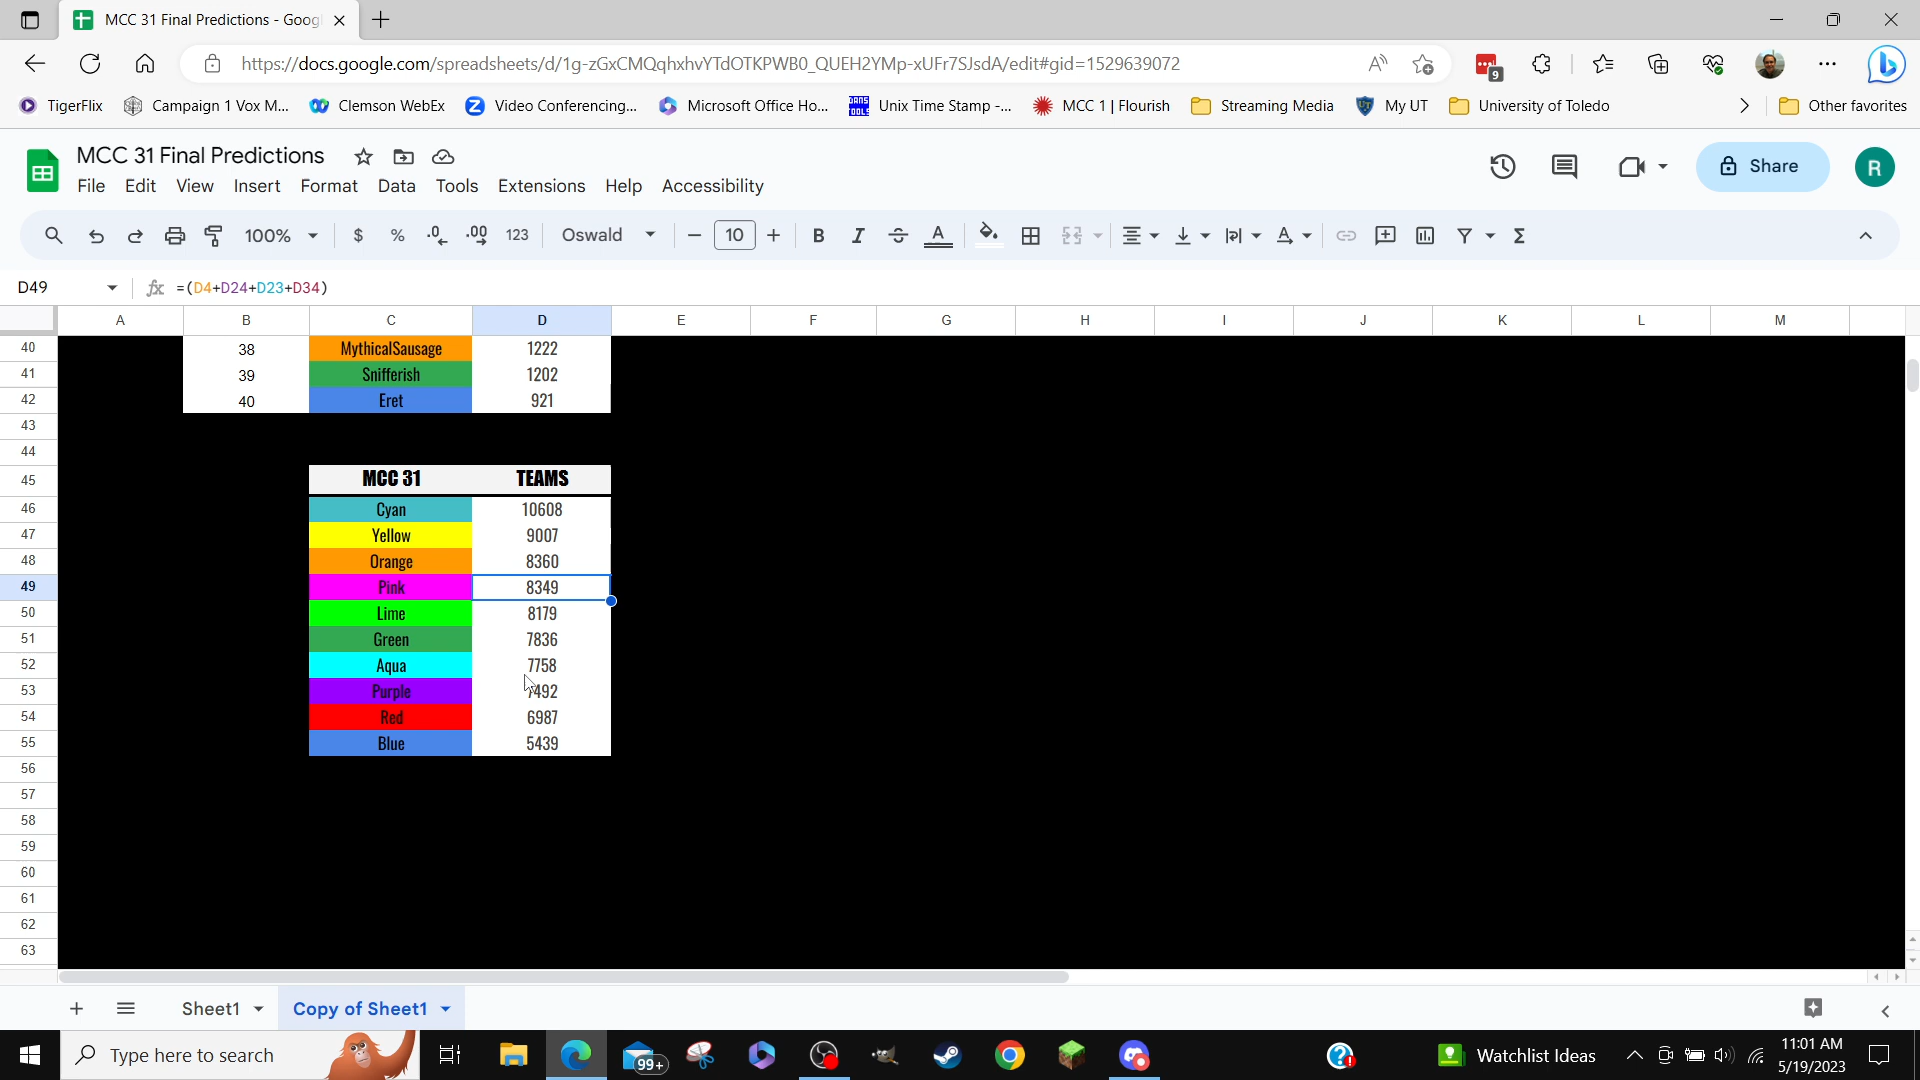 MCC 31 Final Predictions - Goog
https://docs.google.com/spreadsheets/d/1g-zGxCMQqhxhvYTdOTKPWB0_QUEH2YMp-xUFr7SJsdA/edit#gid=1529639072
9
TigerFlix Campaign 1 Vox M... Clemson WebEx Video Conferencing... Microsoft Office Ho... Unix Time Stamp -... MCC 1 | Flourish Streaming Media My UT University of Toledo Other favorites
MCC 31 Final Predictions
File Edit View Insert Format Data Tools Extensions Help Accessibility
Share
R
100% $ % .0 .00 123 Oswald 10 B I A
D49 fx =(D4+D24+D23+D34)
A B C D E F G H I J K L M
40 38 MythicalSausage 1222
41 39 Snifferish 1202
42 40 Eret 921
43
44
45 MCC 31 TEAMS
46 Cyan 10608
47 Yellow 9007
48 Orange 8360
49 Pink 8349
50 Lime 8179
51 Green 7836
52 Aqua 7758
53 Purple 7492
54 Red 6987
55 Blue 5439
56
57
58
59
60
61
62
63
Sheet1 Copy of Sheet1
Type here to search
99+
Watchlist Ideas
11:01 AM
5/19/2023